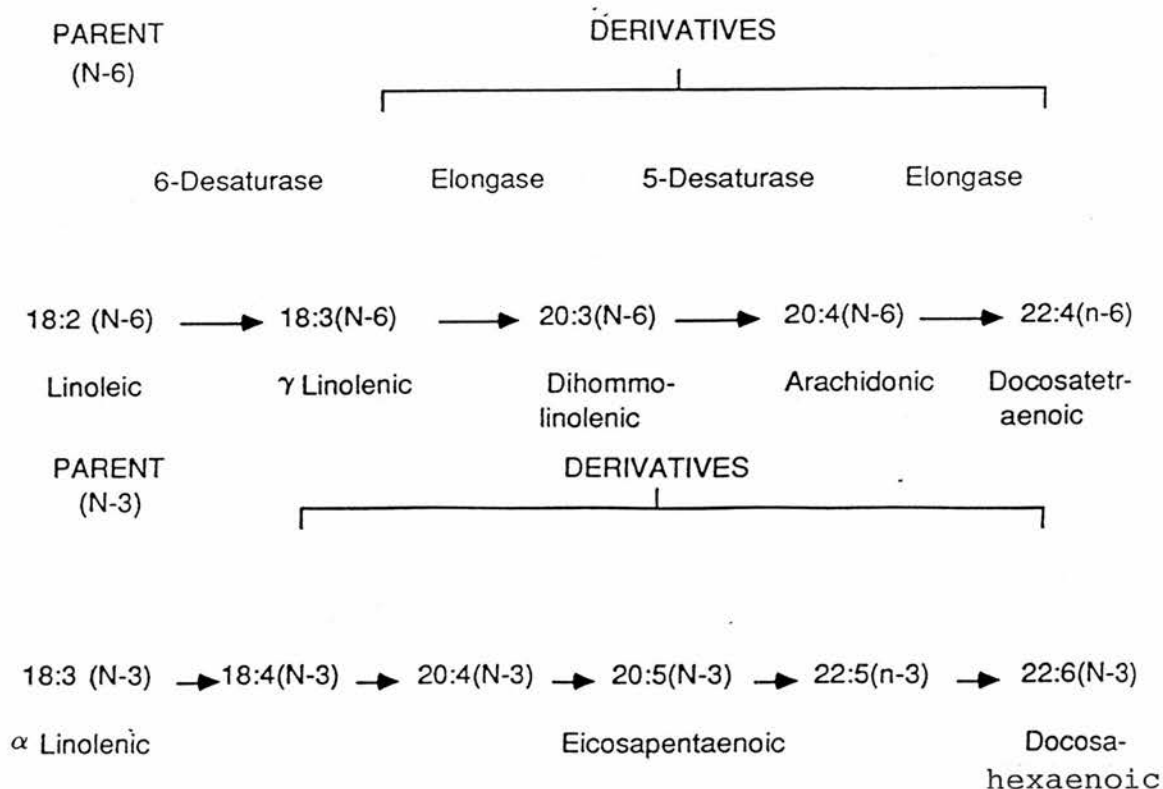 PARENT DERIVATIVES
(N-6)
6-Desaturase Elongase 5-Desaturase Elongase
18:2 (N-6) 18:3(N-6) 20:3(N-6) 20:4(N-6) 22:4(n-6)
Linoleic γ Linolenic Dihommo- Arachidonic Docosatetr-
linolenic aenoic
PARENT DERIVATIVES
(N-3)
18:3 (N-3) 18:4(N-3) 20:4(N-3) 20:5(N-3) 22:5(n-3) 22:6(N-3)
α Linolenic Eicosapentaenoic Docosa-
hexaenoic